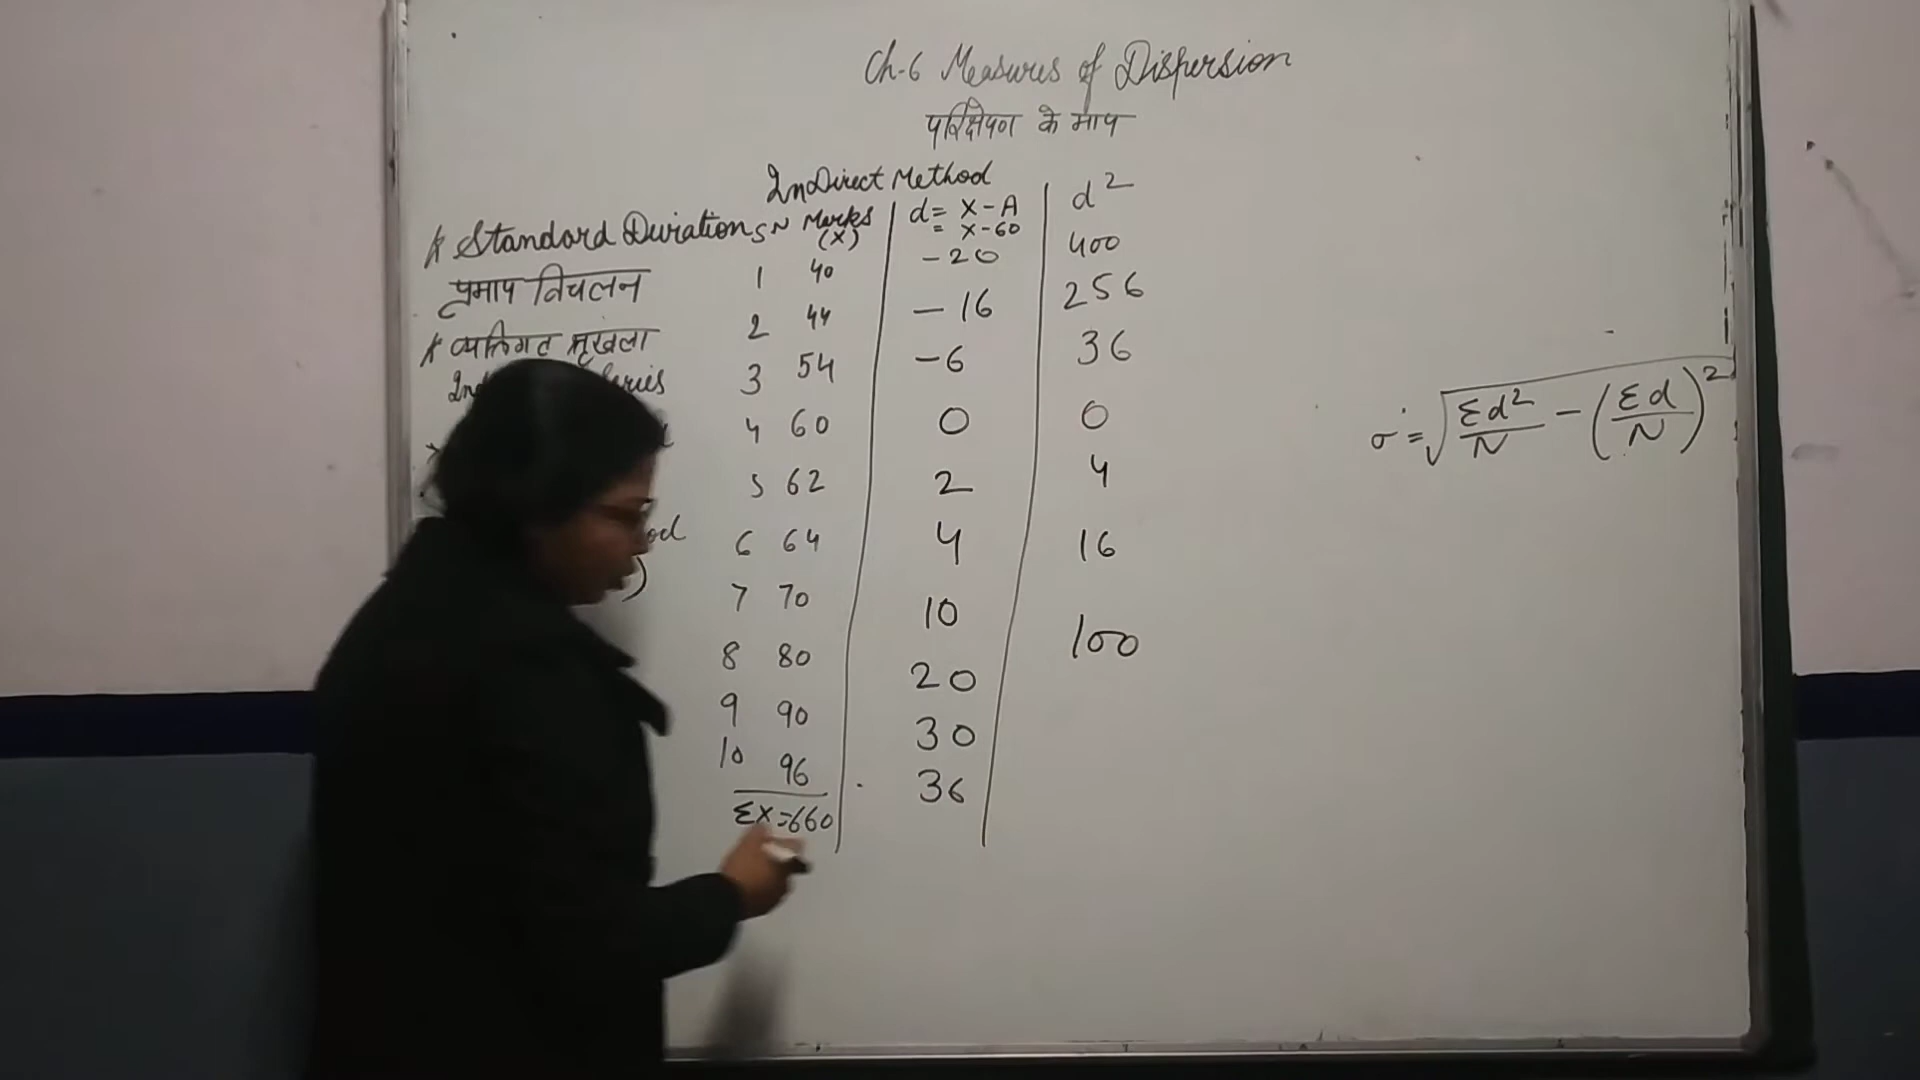 Ch-6 Measures of Dispersion
परिक्षेपण के माप
InDirect Method
* Standard Deviation
प्रमाप विचलन
* व्यक्तिगत श्रृंखला
SN Marks (X) | d = X-A = X-60 | d²
1 40 -20 400
2 44 -16 256
3 54 -6 36
4 60 0 0
5 62 2 4
6 64 4 16
7 70 10 100
8 80 20
9 90 30
10 96 36
Σx=660
σ = √(Σd²/N - (Σd/N)²)